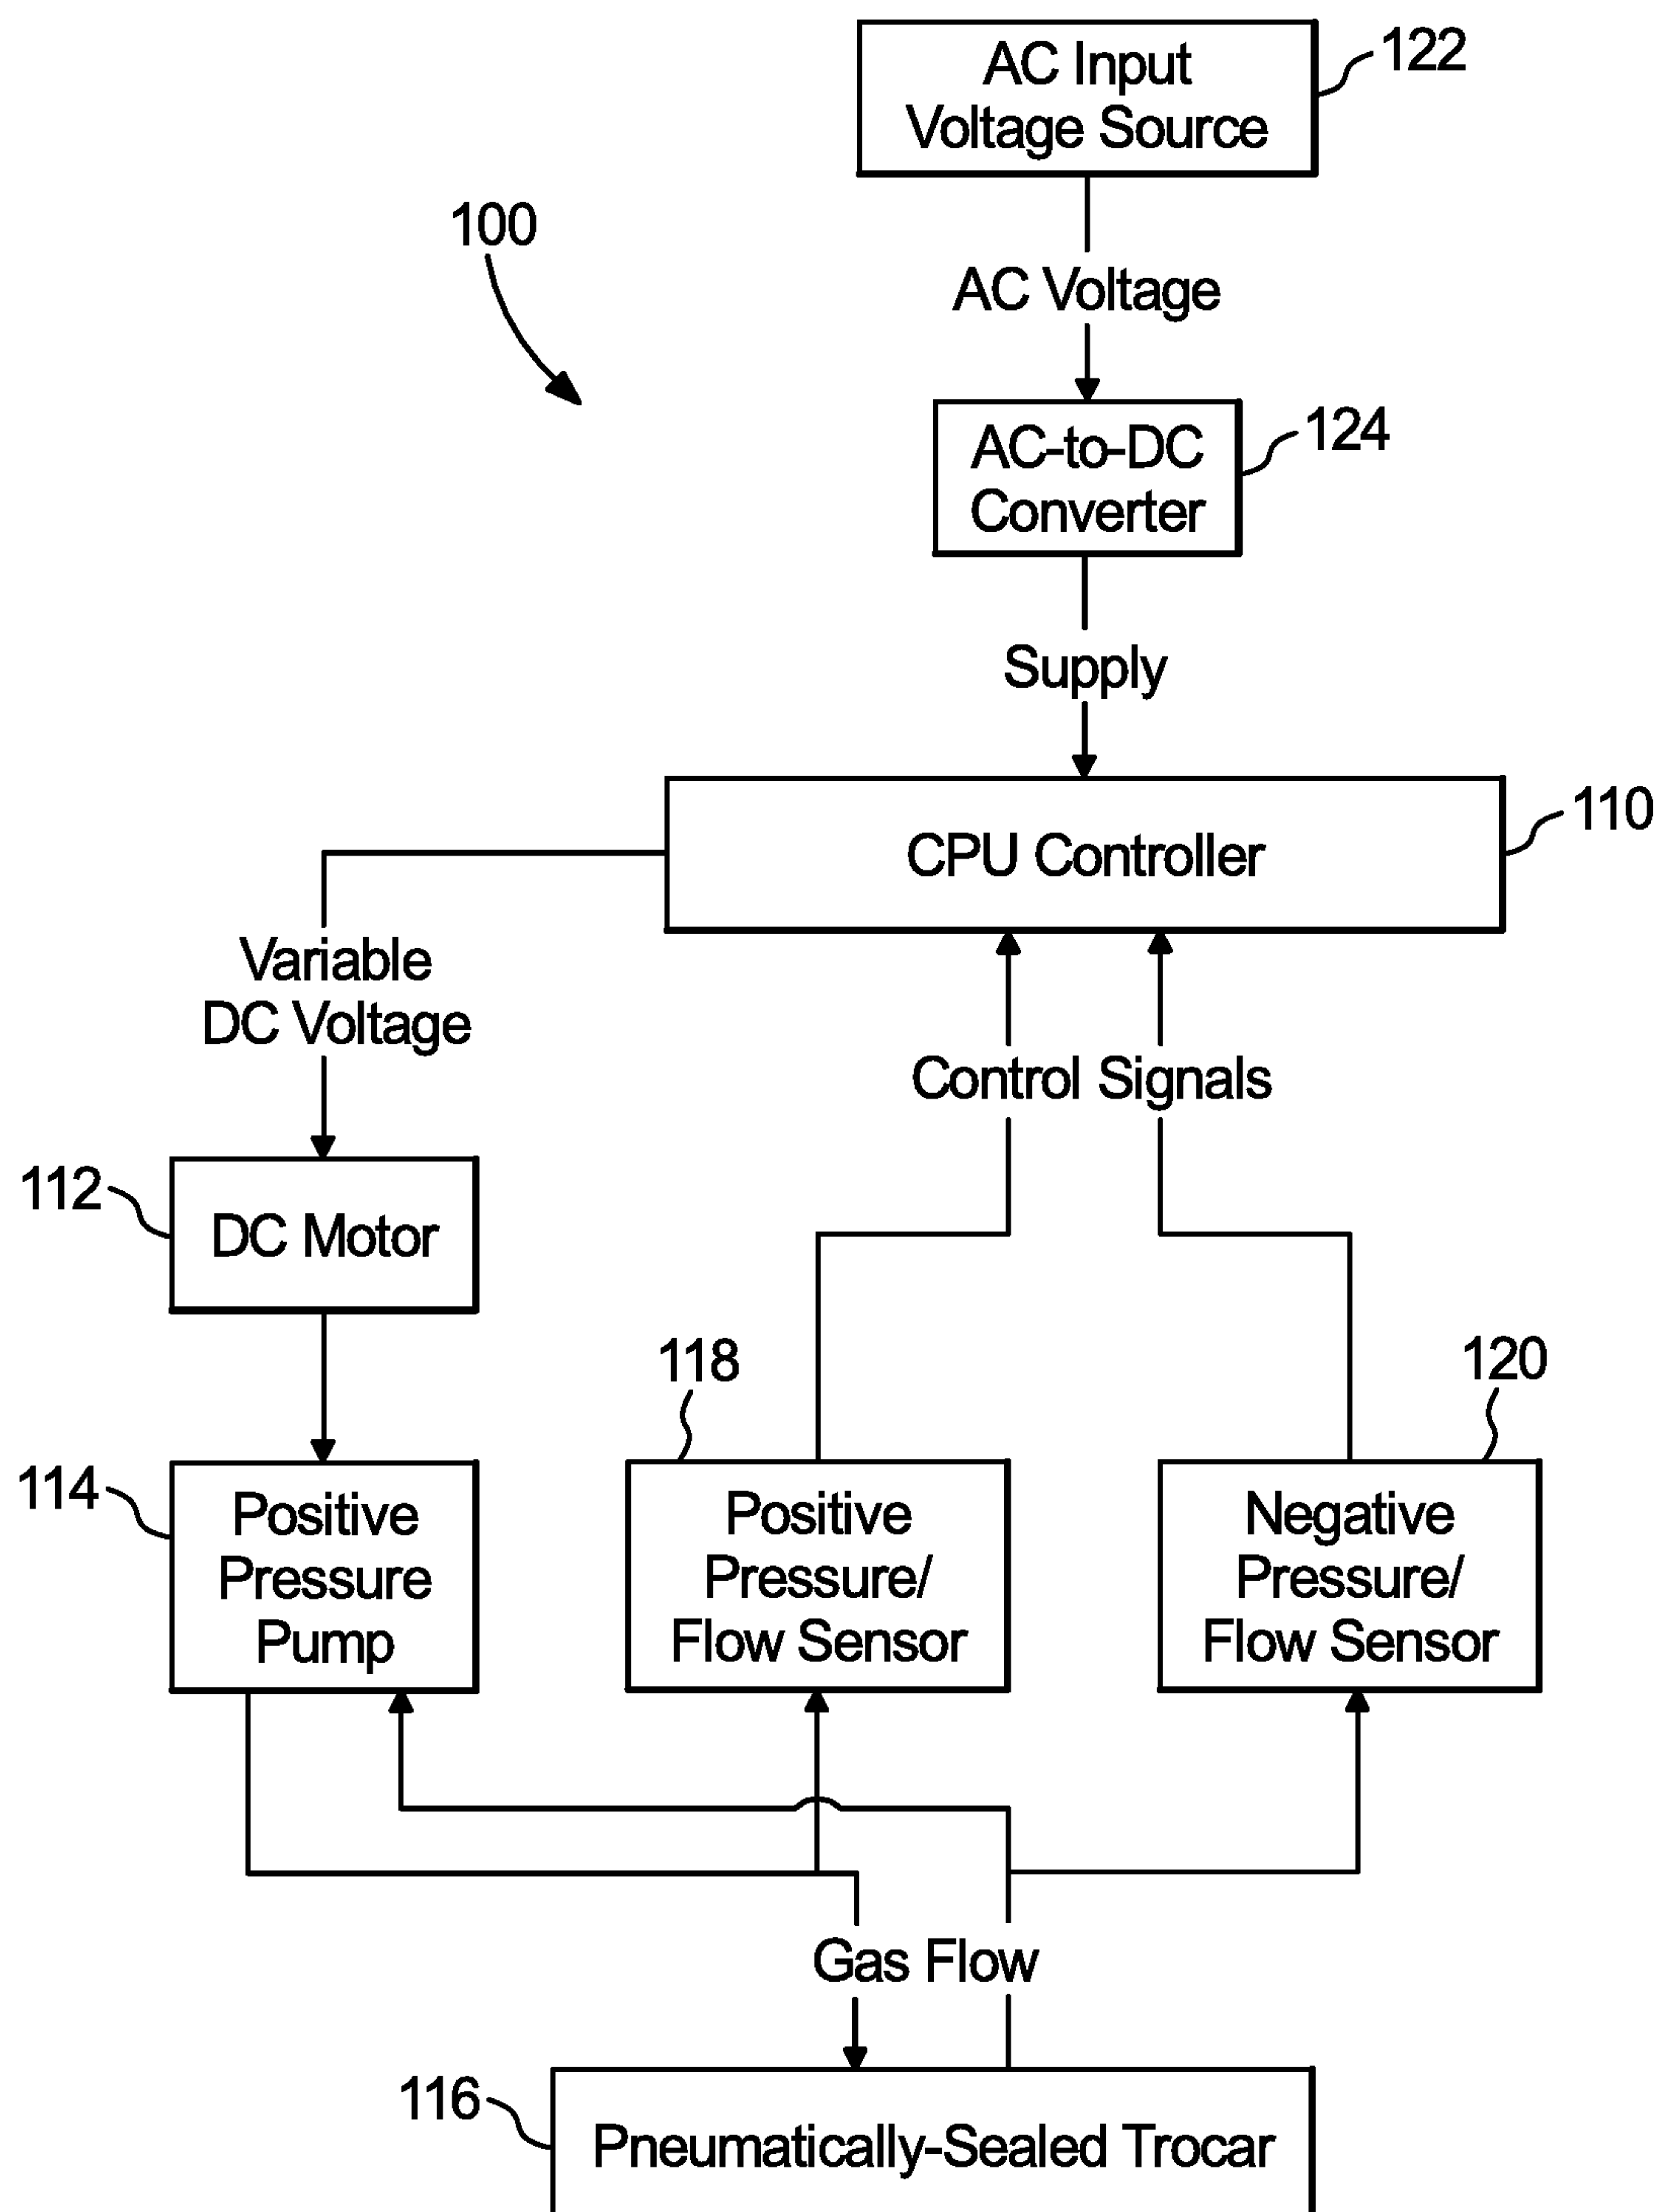 AC Input
Voltage Source
122
100
AC Voltage
AC-to-DC
Converter
124
Supply
CPU Controller
110
Variable
DC Voltage
Control Signals
112
DC Motor
118
120
114
Positive
Pressure
Pump
Positive
Pressure/
Flow Sensor
Negative
Pressure/
Flow Sensor
Gas Flow
116
Pneumatically-Sealed Trocar